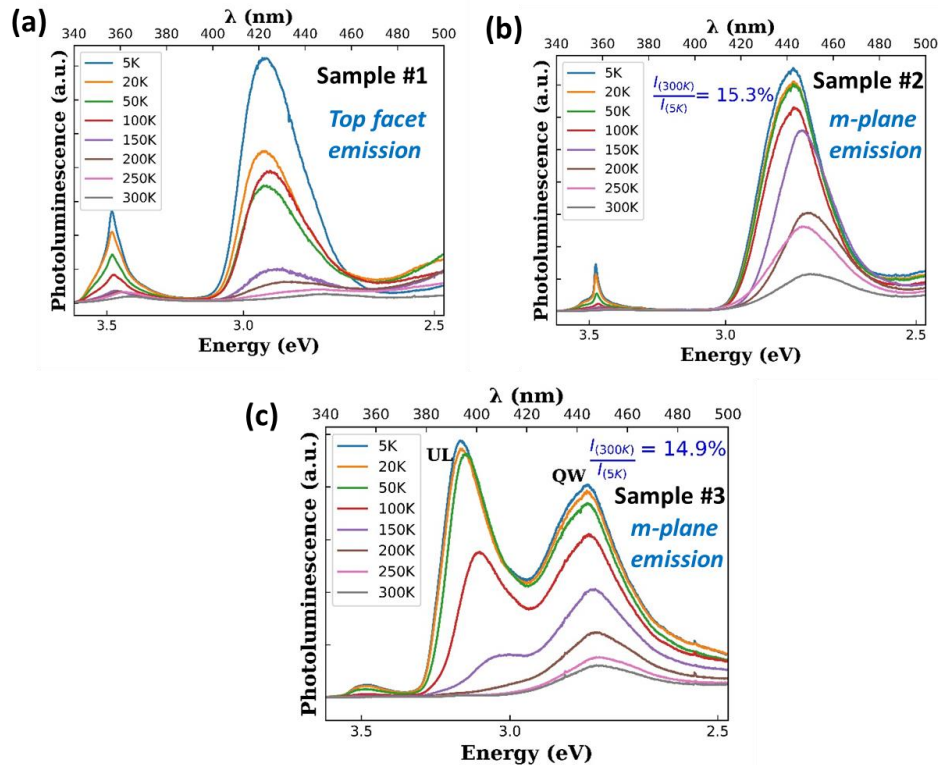 (a)
λ (nm)
340 360 380 400 420 440 460 480 500
Photoluminescence (a.u.)
5K
20K
50K
100K
150K
200K
250K
300K
Sample #1
Top facet
emission
3.5 3.0 2.5
Energy (eV)
(b)
λ (nm)
340 360 380 400 420 440 460 480 500
Photoluminescence (a.u.)
5K
20K
50K
100K
150K
200K
250K
300K
I(300K)
I(5K)
= 15.3%
Sample #2
m-plane
emission
3.5 3.0 2.5
Energy (eV)
(c)
λ (nm)
340 360 380 400 420 440 460 480 500
Photoluminescence (a.u.)
5K
20K
50K
100K
150K
200K
250K
300K
UL
QW
I(300K)
I(5K)
= 14.9%
Sample #3
m-plane
emission
3.5 3.0 2.5
Energy (eV)